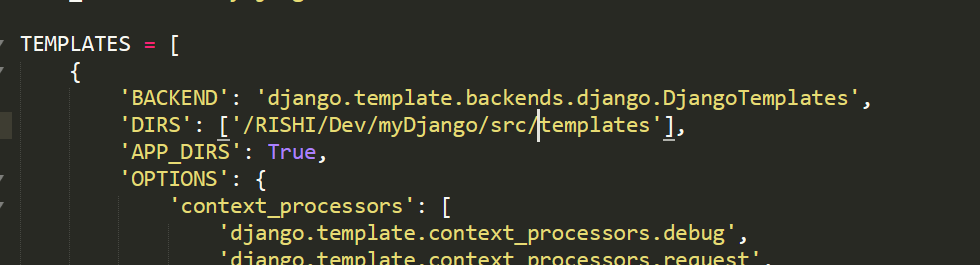 TEMPLATES = [
{
'BACKEND': 'django.template.backends.django.DjangoTemplates',
'DIRS': ['/RISHI/Dev/myDjango/src/templates'],
'APP_DIRS': True,
'OPTIONS': {
'context_processors': [
'django.template.context_processors.debug',
'django.template.context_processors.request',